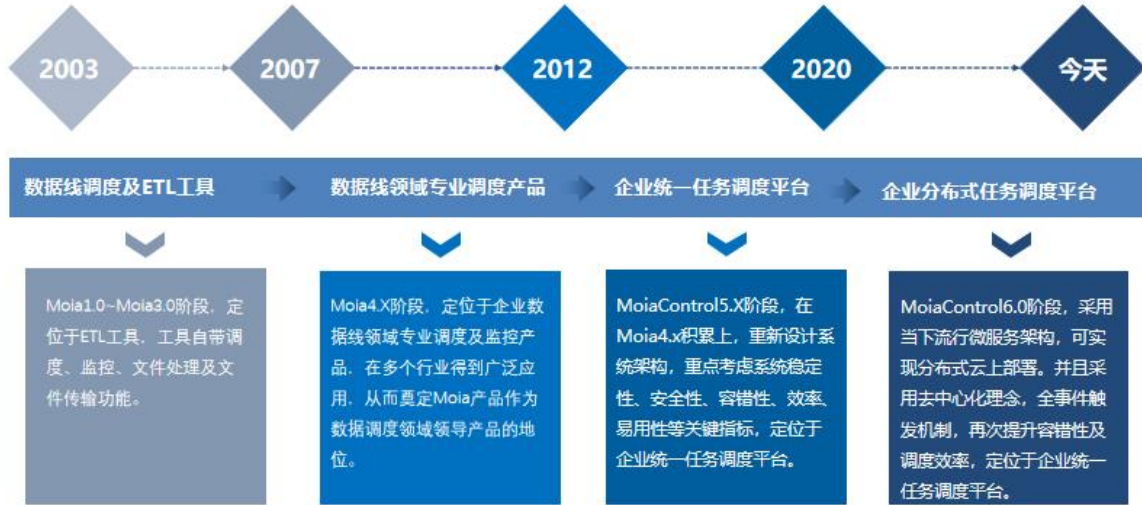 2003
2007
2012
2020
今天
数据线调度及ETL工具
数据线领域专业调度产品
企业统一任务调度平台
企业分布式任务调度平台
Moia1.0~Moia3.0阶段，定
位于ETL工具，工具自带调
度、监控、文件处理及文
件传输功能。
Moia4.X阶段，定位于企业数
据线领域专业调度及监控产
品，在多个行业得到广泛应
用，从而奠定Moia产品作为
数据调度领域领导产品的地
位。
MoiaControl5.X阶段，在
Moia4.x积累上，重新设计系
统架构，重点考虑系统稳定
性、安全性、容错性、效率、
易用性等关键指标，定位于
企业统一任务调度平台。
MoiaControl6.0阶段，采用
当下流行微服务架构，可实
现分布式云上部署。并且采
用去中心化理念，全事件触
发机制，再次提升容错性及
调度效率，定位于企业统一
任务调度平台。